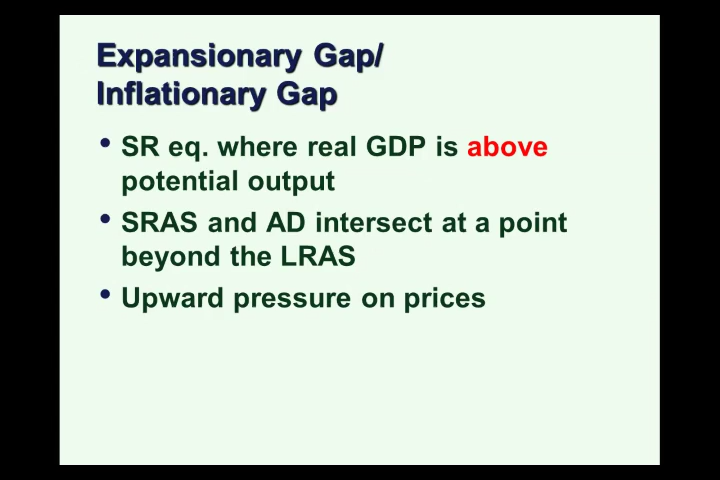 Expansionary Gap/
Inflationary Gap
• SR eq. where real GDP is above
potential output
• SRAS and AD intersect at a point
beyond the LRAS
• Upward pressure on prices